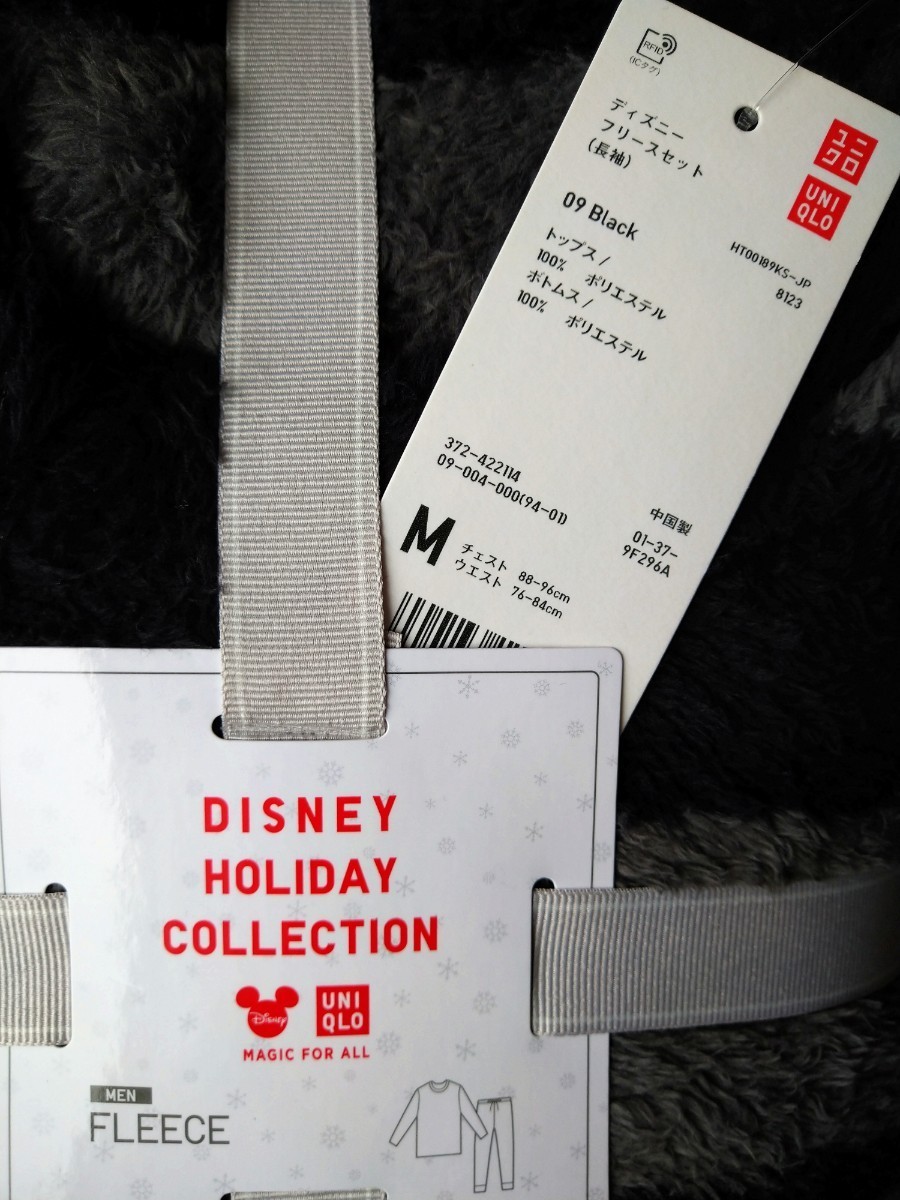 RFID
(ICタグ)
ディズニー
フリースセット
(長袖)
ユニ
クロ
UNI
QLO
09 Black
HT00189KS-JP
8123
トップス /
100% ポリエステル
ボトムス /
100% ポリエステル
372-422114
09-004-000(94-01)
中国製
01-37-
9F296A
M
チェスト 88-96cm
ウエスト 76-84cm
DISNEY
HOLIDAY
COLLECTION
Disney
UNI
QLO
MAGIC FOR ALL
MEN
FLEECE